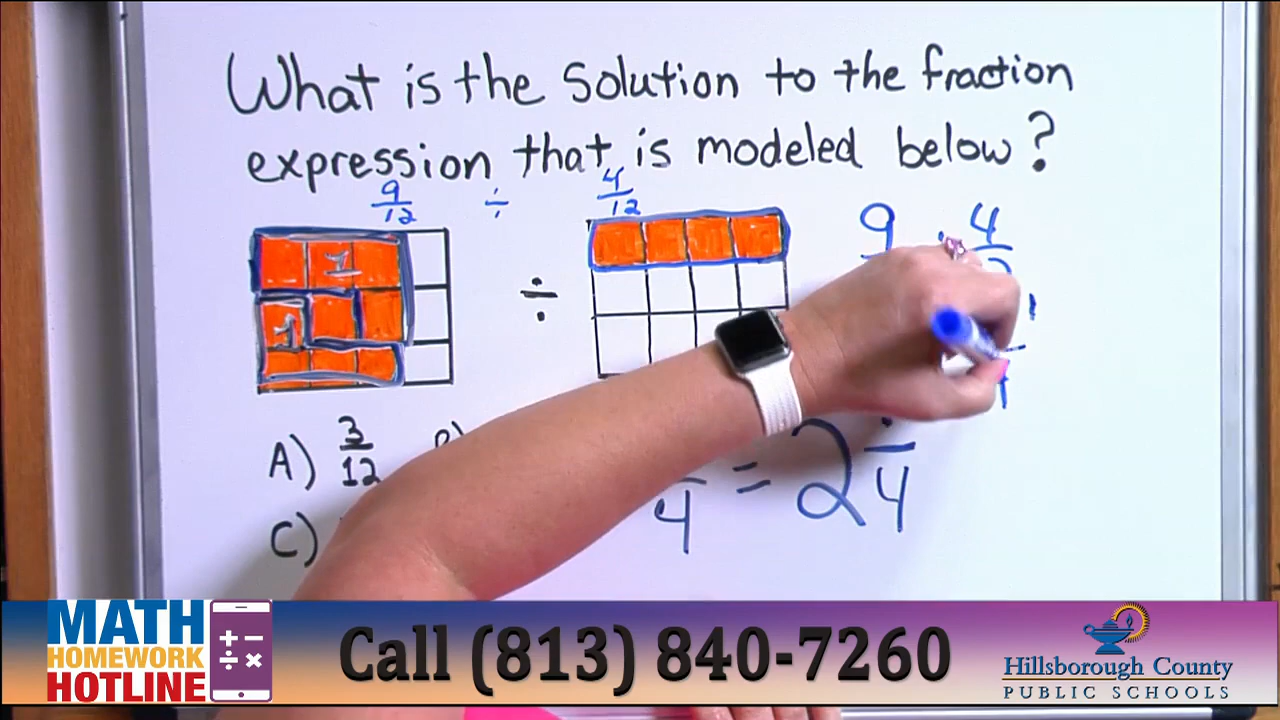 What is the solution to the fraction
expression that is modeled below?
9/12 ÷ 4/12
1
1
÷
9 4
A) 3/12
C)
4 = 2 /4
MATH
HOMEWORK
HOTLINE
+ −
÷ ×
Call (813) 840-7260
Hillsborough County
PUBLIC SCHOOLS